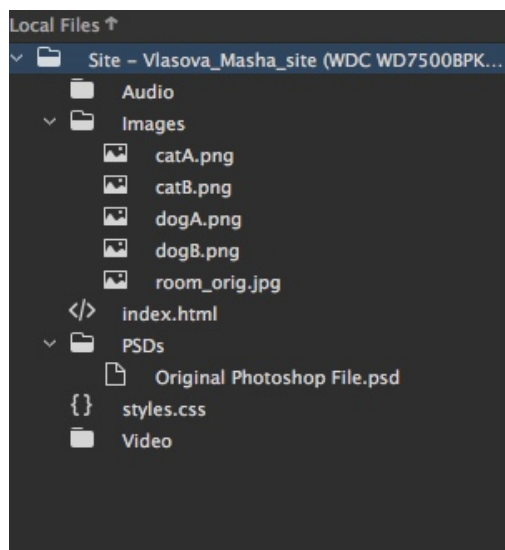 Local Files ↑
Site – Vlasova_Masha_site (WDC WD7500BPK...
Audio
Images
catA.png
catB.png
dogA.png
dogB.png
room_orig.jpg
</> index.html
PSDs
Original Photoshop File.psd
{} styles.css
Video